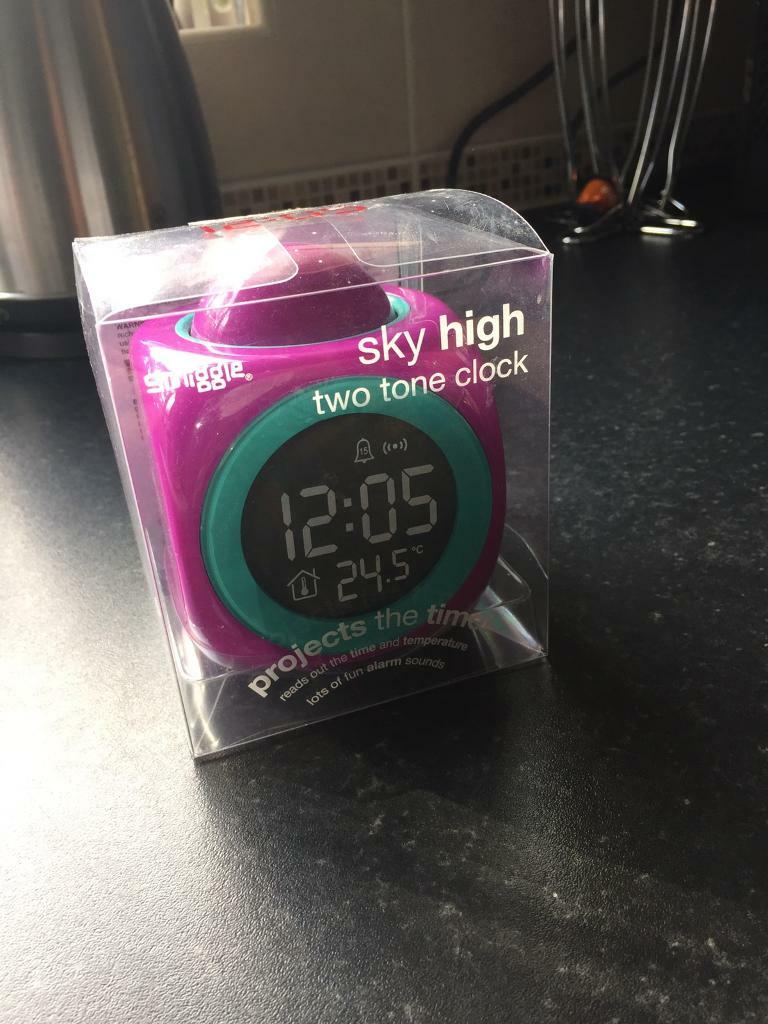 sky high
smiggle®
two tone clock
15
12:05
24.5 °C
projects the time
reads out the time and temperature
lots of fun alarm sounds